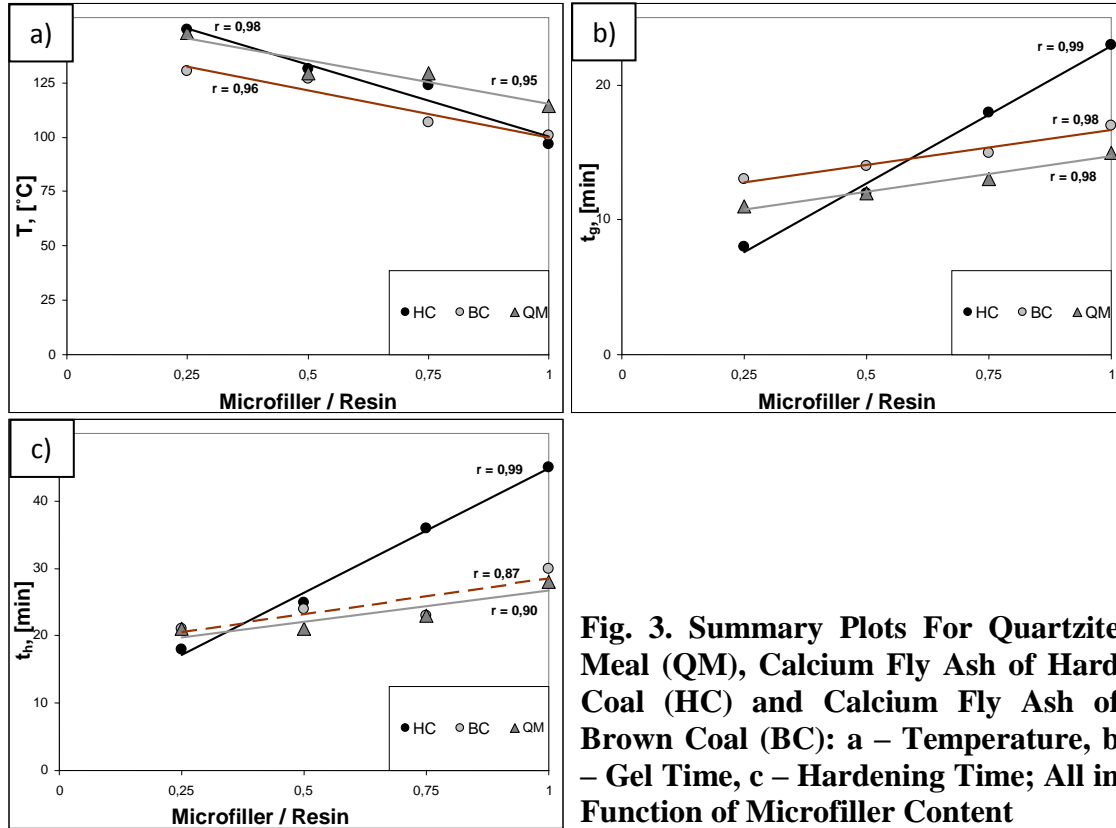 a)
r = 0,98
r = 0,95
r = 0,96
125
100
75
50
25
0
T, [°C]
HC BC QM
0 0,25 0,5 0,75 1
Microfiller / Resin
b)
r = 0,99
r = 0,98
r = 0,98
20
10
0
tg, [min]
HC BC QM
0 0,25 0,5 0,75 1
Microfiller / Resin
c)
r = 0,99
r = 0,87
r = 0,90
40
30
20
10
0
th, [min]
HC BC QM
0 0,25 0,5 0,75 1
Microfiller / Resin
Fig. 3. Summary Plots For Quartzite
Meal (QM), Calcium Fly Ash of Hard
Coal (HC) and Calcium Fly Ash of
Brown Coal (BC): a – Temperature, b
– Gel Time, c – Hardening Time; All in
Function of Microfiller Content